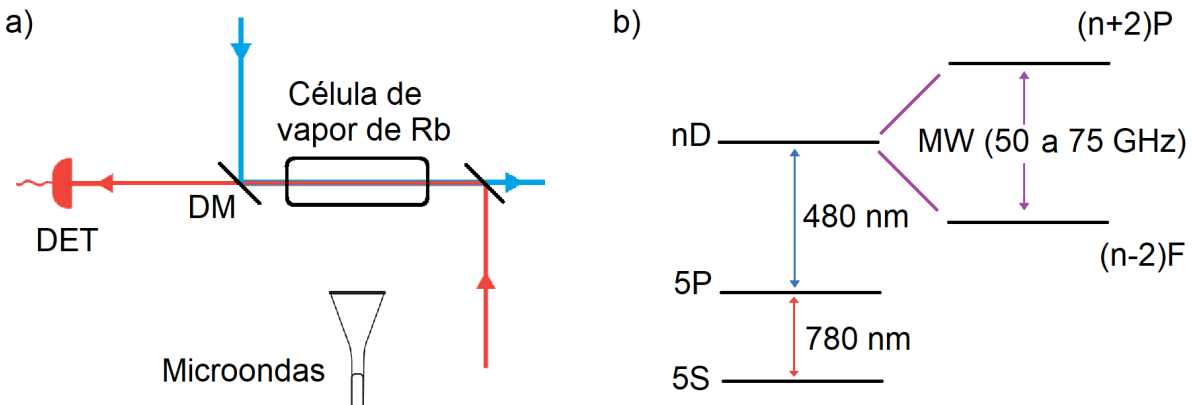 a)
Célula de
vapor de Rb
DM
DET
Microondas
b)
(n+2)P
nD
MW (50 a 75 GHz)
480 nm
(n-2)F
5P
780 nm
5S